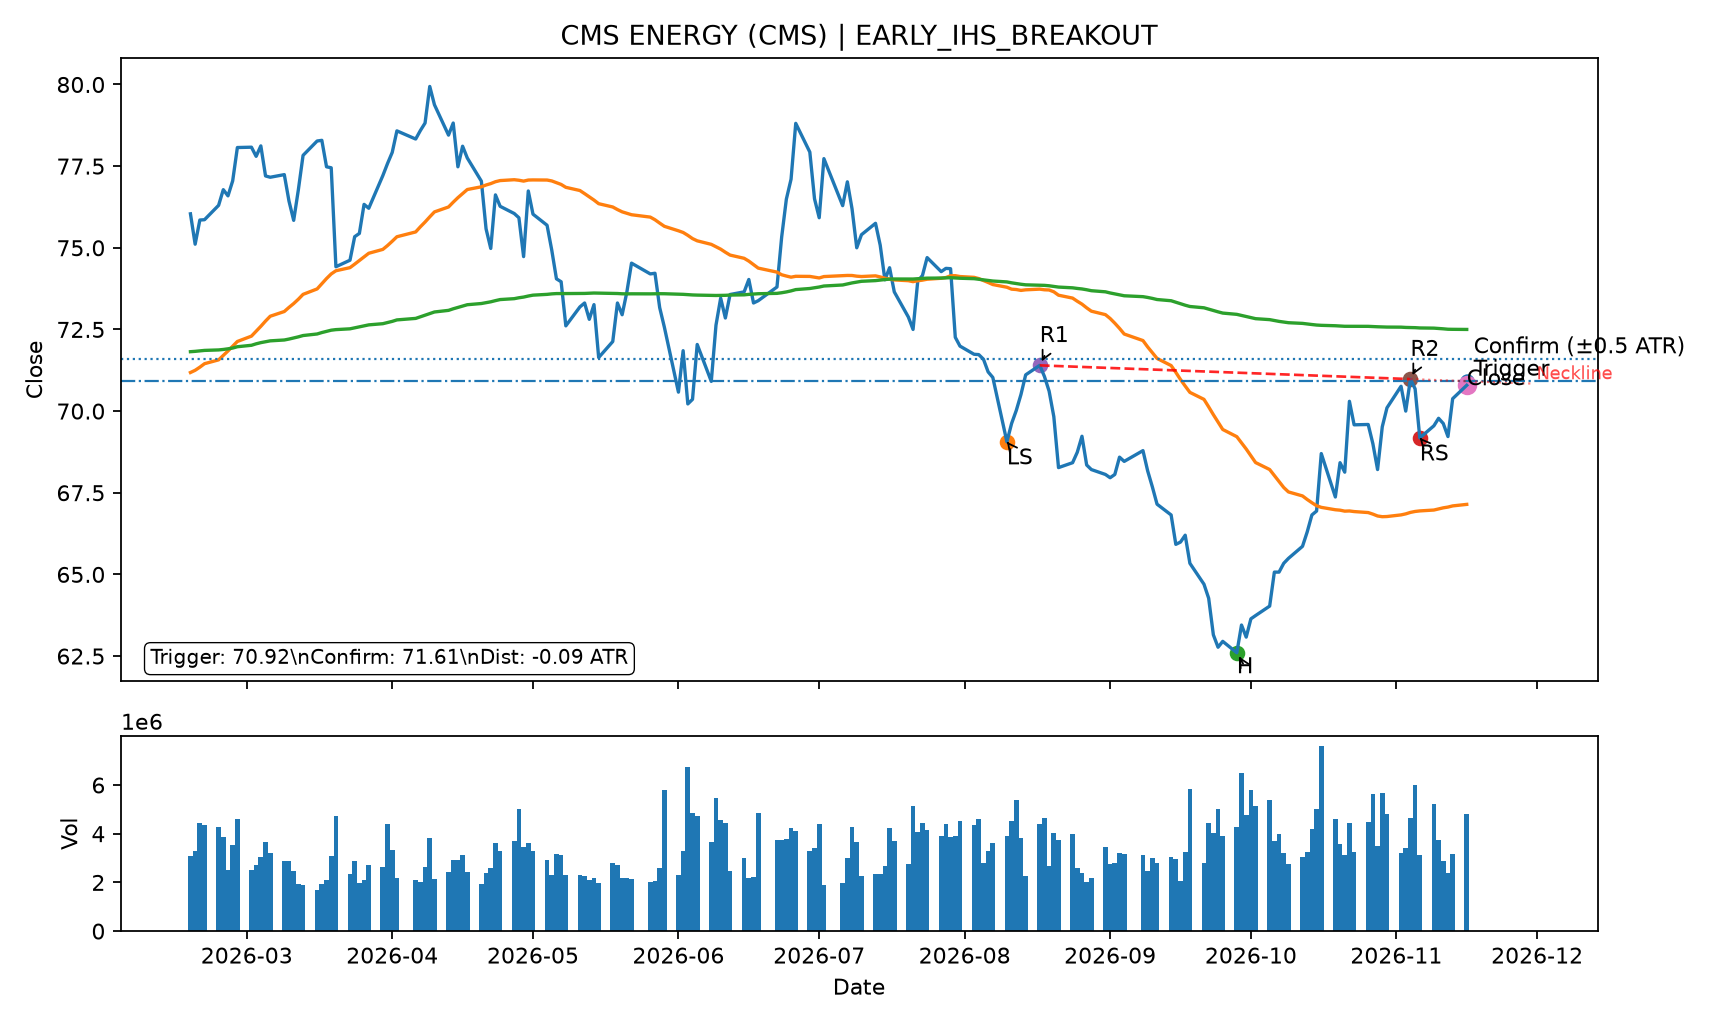 CMS ENERGY (CMS) | EARLY_IHS_BREAKOUT
Close
80.0
77.5
75.0
72.5
70.0
67.5
65.0
62.5
R1
R2
LS
RS
H
Confirm (±0.5 ATR)
Trigger
Close
Neckline
Trigger: 70.92\nConfirm: 71.61\nDist: -0.09 ATR
1e6
Vol
6
4
2
0
2026-03
2026-04
2026-05
2026-06
2026-07
2026-08
2026-09
2026-10
2026-11
2026-12
Date